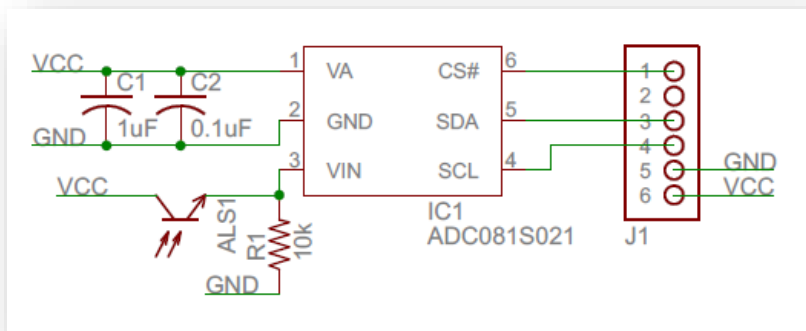 VCC
C1
C2
1uF
0.1uF
GND
1
VA
CS#
6
2
GND
SDA
5
3
VIN
SCL
4
IC1
ADC081S021
VCC
ALS1
R1
10k
GND
1
2
3
4
5
6
GND
VCC
J1